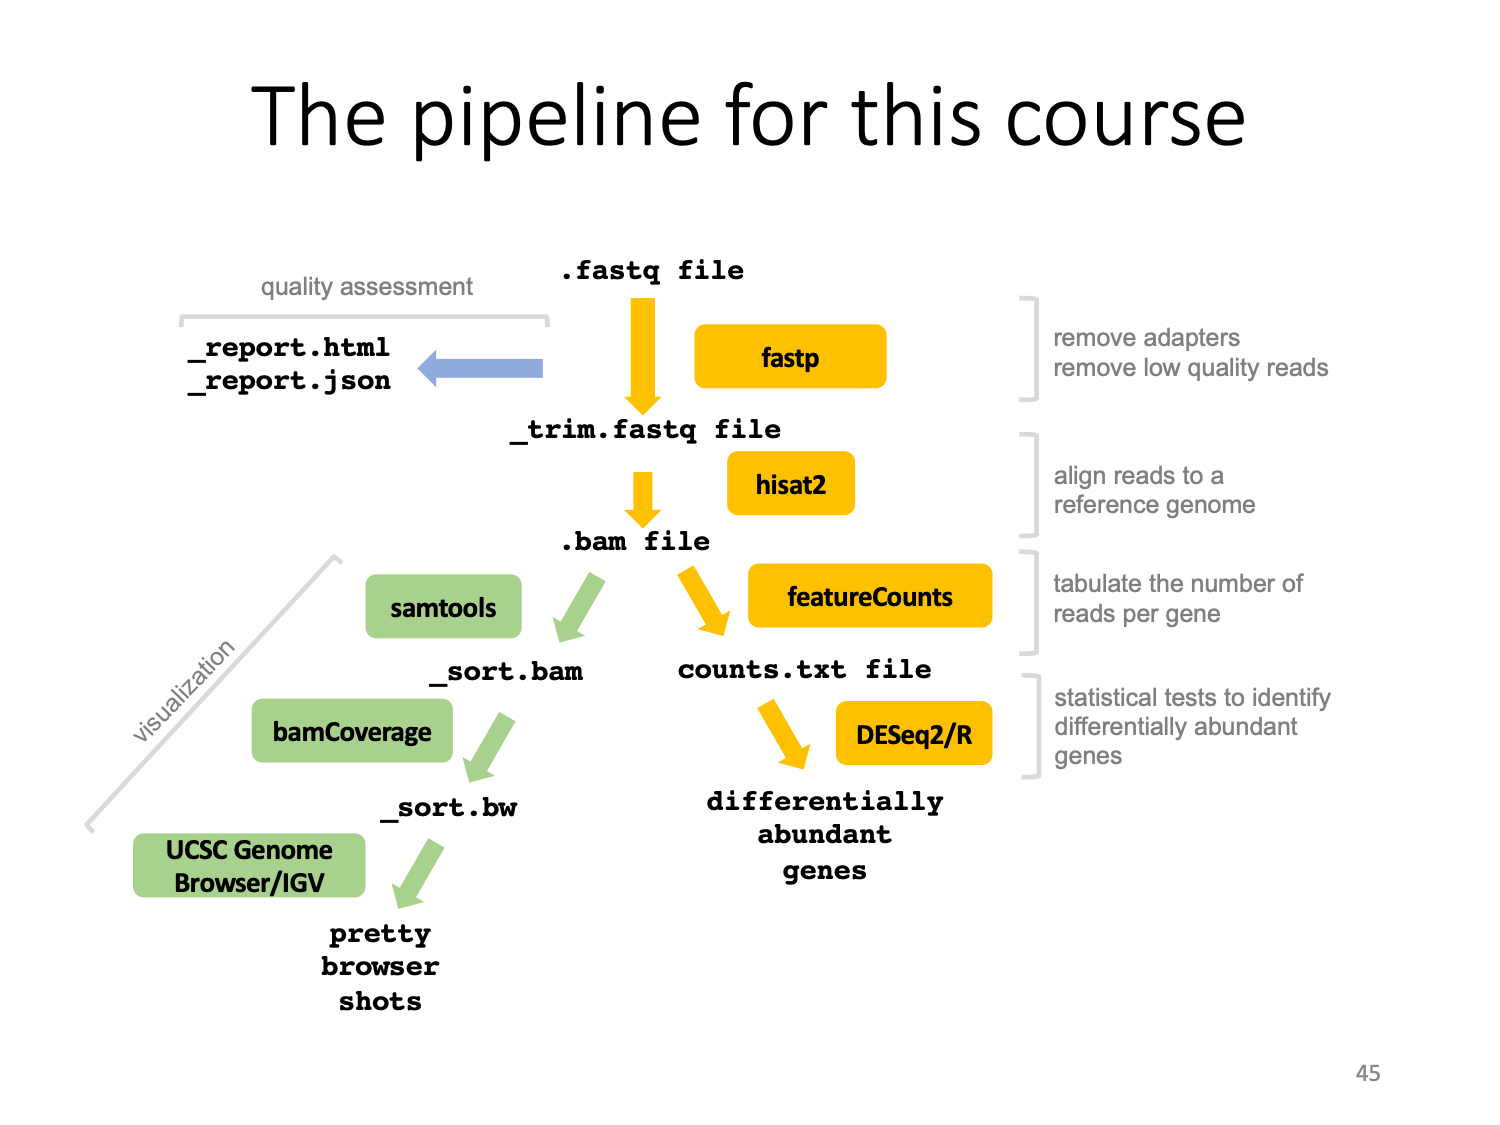 The pipeline for this course
.fastq file
quality assessment
_report.html
_report.json
fastp
remove adapters
remove low quality reads
_trim.fastq file
hisat2
align reads to a
reference genome
.bam file
samtools
featureCounts
tabulate the number of
reads per gene
visualization
_sort.bam
counts.txt file
bamCoverage
DESeq2/R
statistical tests to identify
differentially abundant
genes
_sort.bw
differentially
abundant
genes
UCSC Genome
Browser/IGV
pretty
browser
shots
45